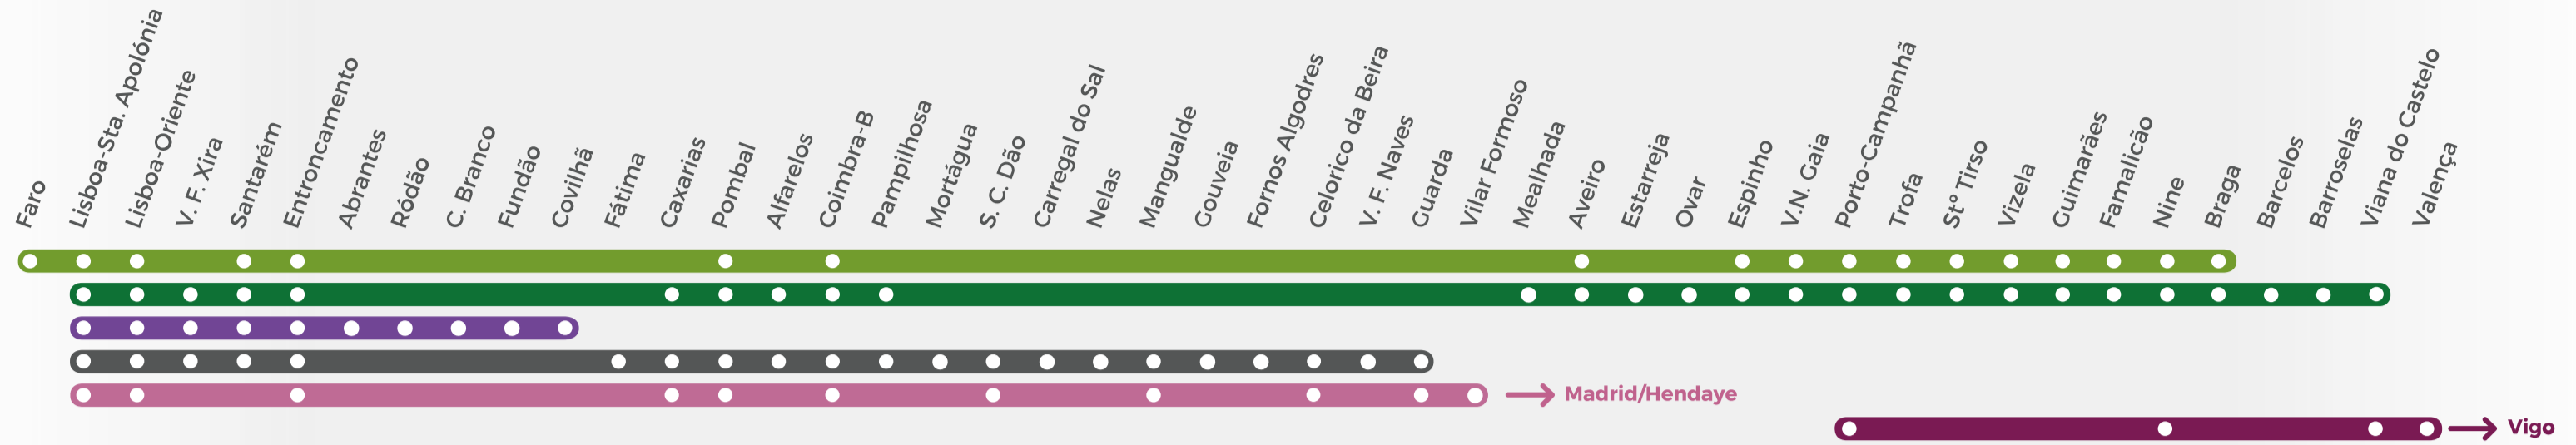 Faro
Lisboa-Sta. Apolónia
Lisboa-Oriente
V. F. Xira
Santarém
Entroncamento
Abrantes
Ródão
C. Branco
Fundão
Covilhã
Fátima
Caxarias
Pombal
Alfarelos
Coimbra-B
Pampilhosa
Mortágua
S. C. Dão
Carregal do Sal
Nelas
Mangualde
Gouveia
Fornos Algodres
Celorico da Beira
V. F. Naves
Guarda
Vilar Formoso
Mealhada
Aveiro
Estarreja
Ovar
Espinho
V.N. Gaia
Porto-Campanhã
Trofa
Stº Tirso
Vizela
Guimarães
Famalicão
Nine
Braga
Barcelos
Barroselas
Viana do Castelo
Valença
Madrid/Hendaye
Vigo